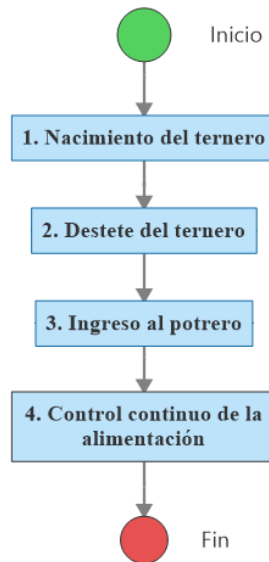 Inicio
1. Nacimiento del ternero
2. Destete del ternero
3. Ingreso al potrero
4. Control continuo de la
alimentación
Fin